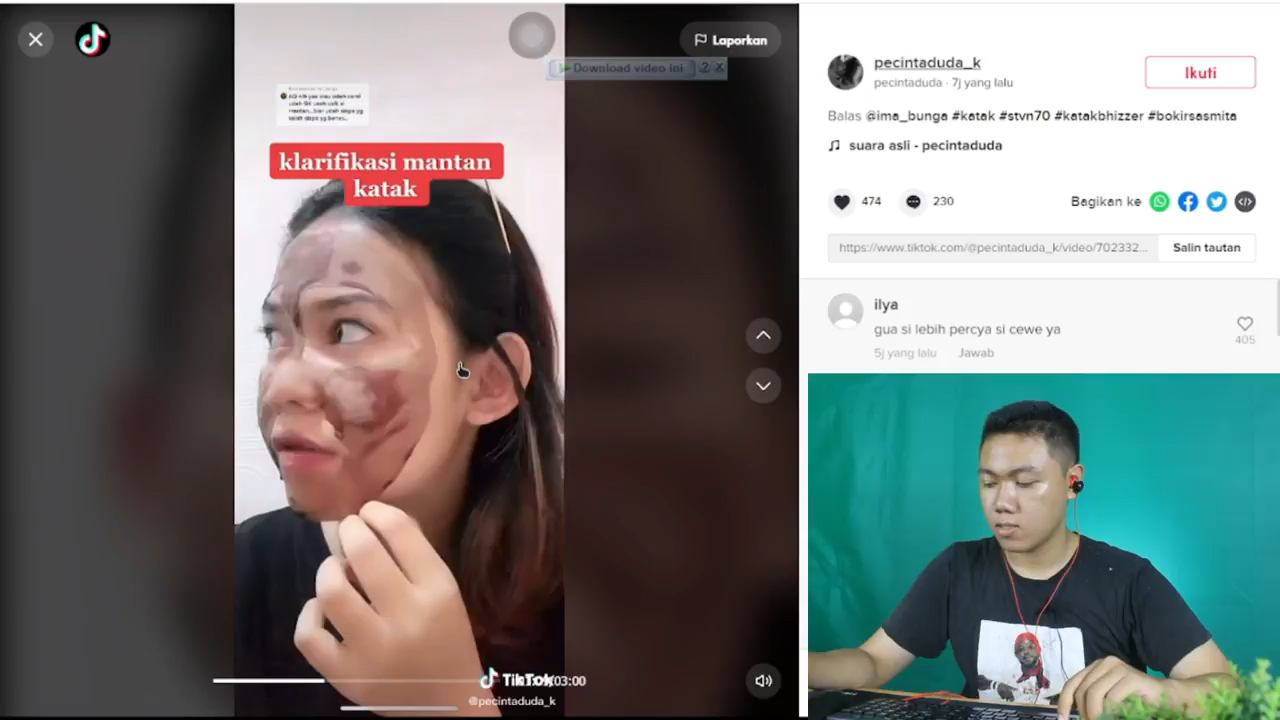 Laporkan
Download video ini ? X
klarifikasi mantan
katak
TikTok
03:00
@pecintaduda_k
pecintaduda_k
pecintaduda · 7j yang lalu
Ikuti
Balas @ima_bunga #katak #stvn70 #katakbhizzer #bokirsasmita
suara asli - pecintaduda
474
230
Bagikan ke
https://www.tiktok.com/@pecintaduda_k/video/702332...
Salin tautan
ilya
gua si lebih percya si cewe ya
405
5j yang lalu
Jawab